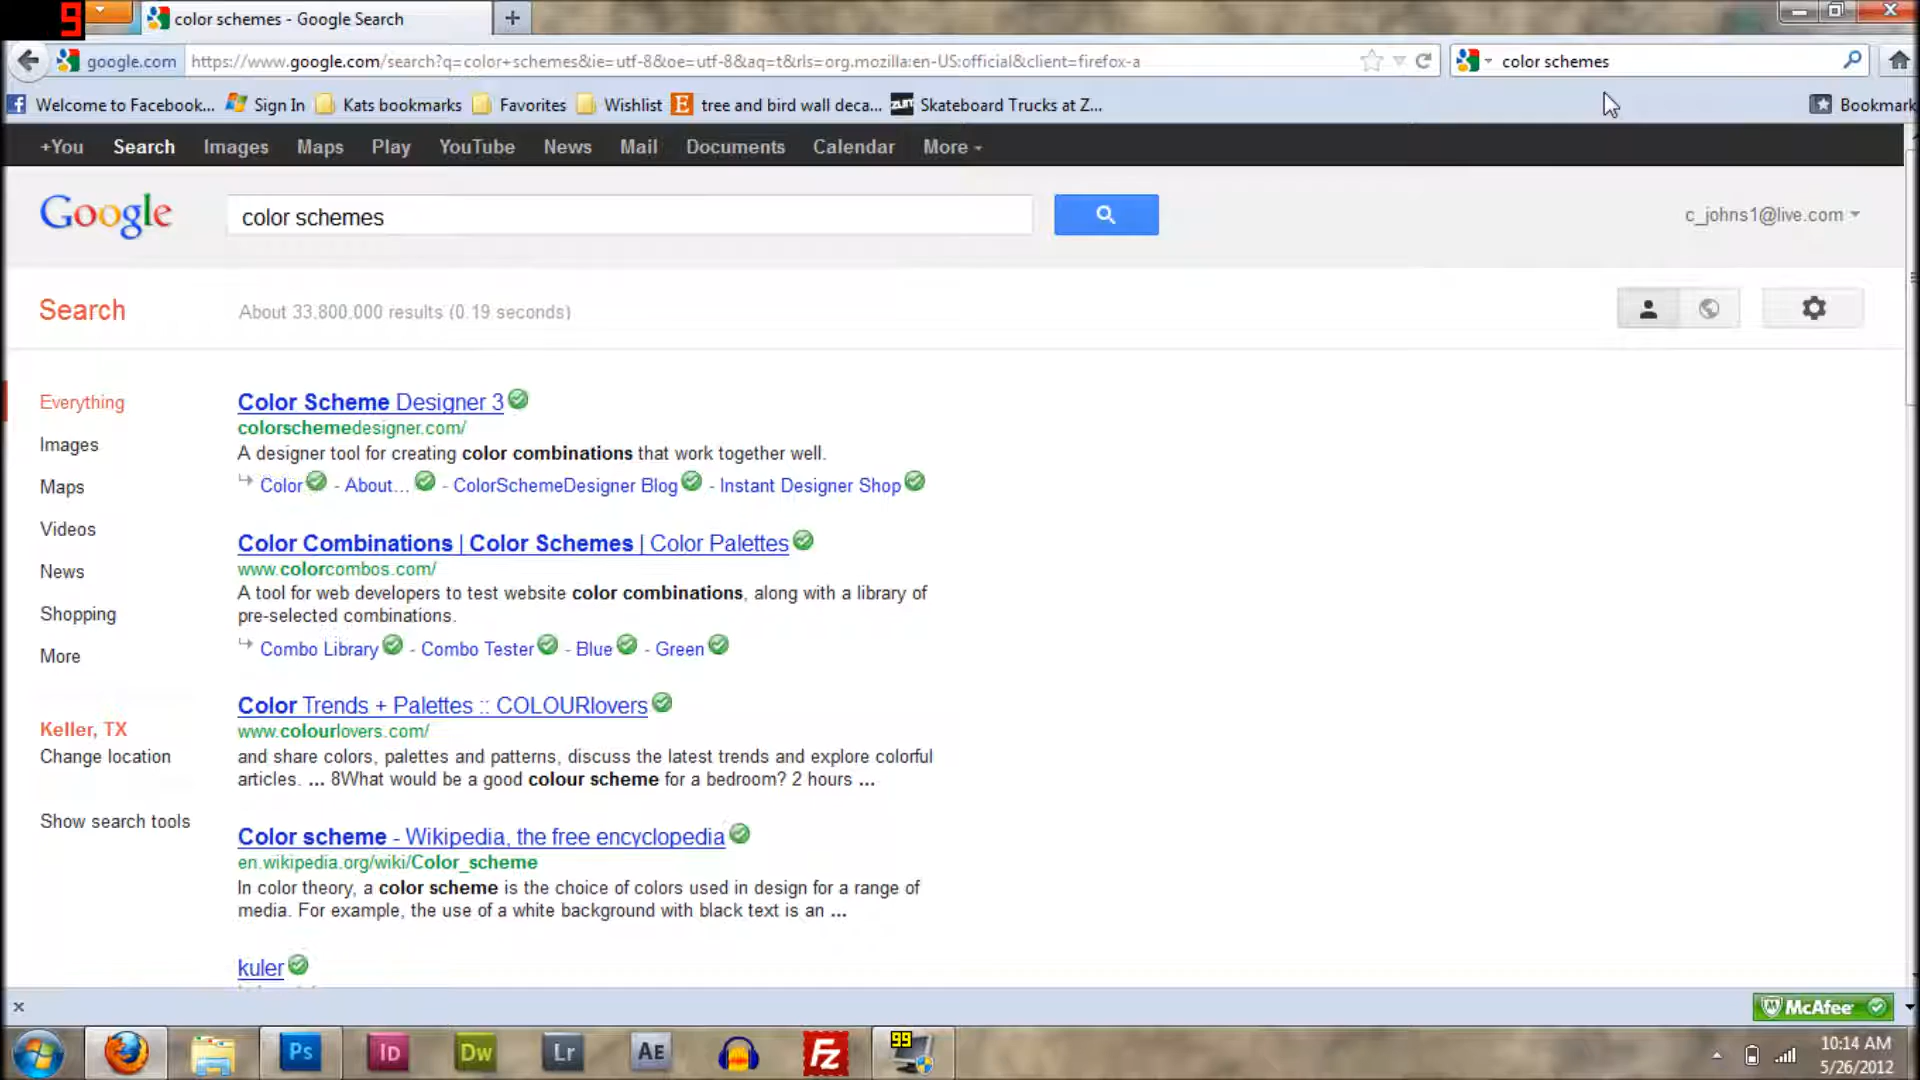 9
color schemes - Google Search
google.com
https://www.google.com/search?q=color+schemes&ie=utf-8&oe=utf-8&aq=t&rls=org.mozilla:en-US:official&client=firefox-a
color schemes
Welcome to Facebook...
Sign In
Kats bookmarks
Favorites
Wishlist
tree and bird wall deca...
Skateboard Trucks at Z...
Bookmark
+You Search Images Maps Play YouTube News Mail Documents Calendar More
Google
color schemes
c_johns1@live.com
Search
About 33,800,000 results (0.19 seconds)
Everything
Images
Maps
Videos
News
Shopping
More
Keller, TX
Change location
Show search tools
Color Scheme Designer 3
colorschemedesigner.com/
A designer tool for creating color combinations that work together well.
Color - About... - ColorSchemeDesigner Blog - Instant Designer Shop
Color Combinations | Color Schemes | Color Palettes
www.colorcombos.com/
A tool for web developers to test website color combinations, along with a library of
pre-selected combinations.
Combo Library - Combo Tester - Blue - Green
Color Trends + Palettes :: COLOURlovers
www.colourlovers.com/
and share colors, palettes and patterns, discuss the latest trends and explore colorful
articles. ... 8What would be a good colour scheme for a bedroom? 2 hours ...
Color scheme - Wikipedia, the free encyclopedia
en.wikipedia.org/wiki/Color_scheme
In color theory, a color scheme is the choice of colors used in design for a range of
media. For example, the use of a white background with black text is an ...
kuler
McAfee
Ps
Id
Dw
Lr
AE
Fz
99
10:14 AM
5/26/2012